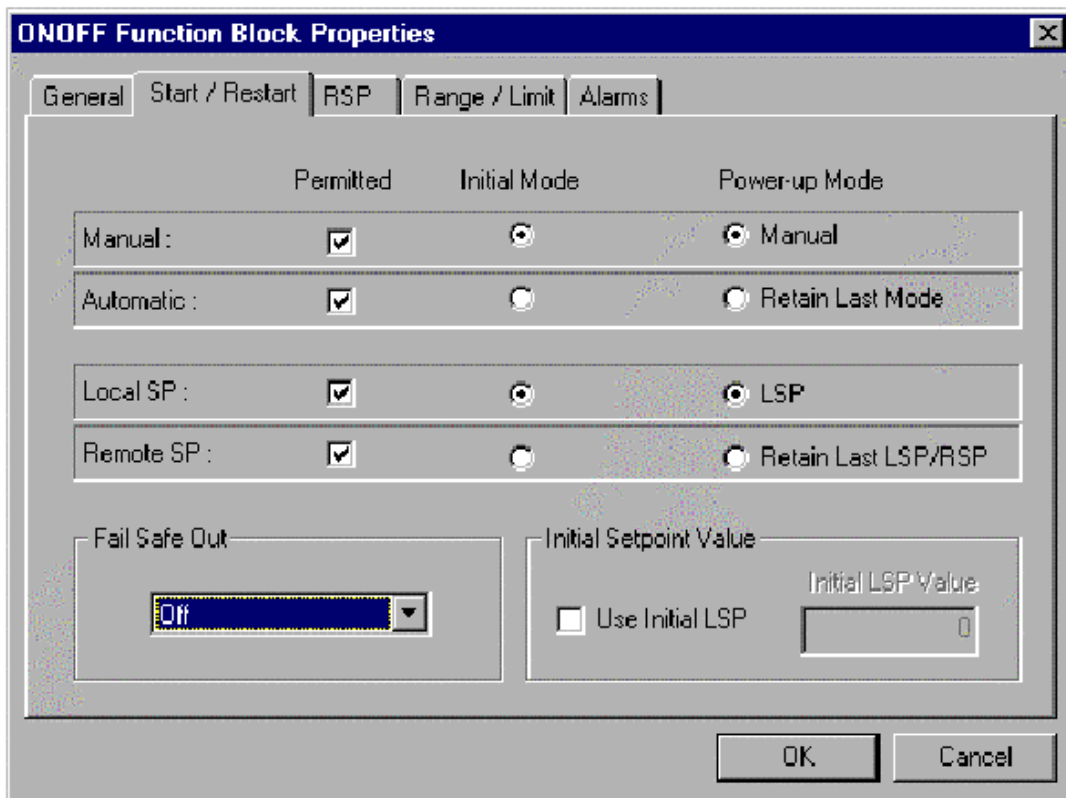 ONOFF Function Block Properties
General Start / Restart RSP Range / Limit Alarms
Permitted Initial Mode Power-up Mode
Manual : Manual
Automatic : Retain Last Mode
Local SP : LSP
Remote SP : Retain Last LSP/RSP
Fail Safe Out Initial Setpoint Value
Initial LSP Value
Off Use Initial LSP 0
OK Cancel